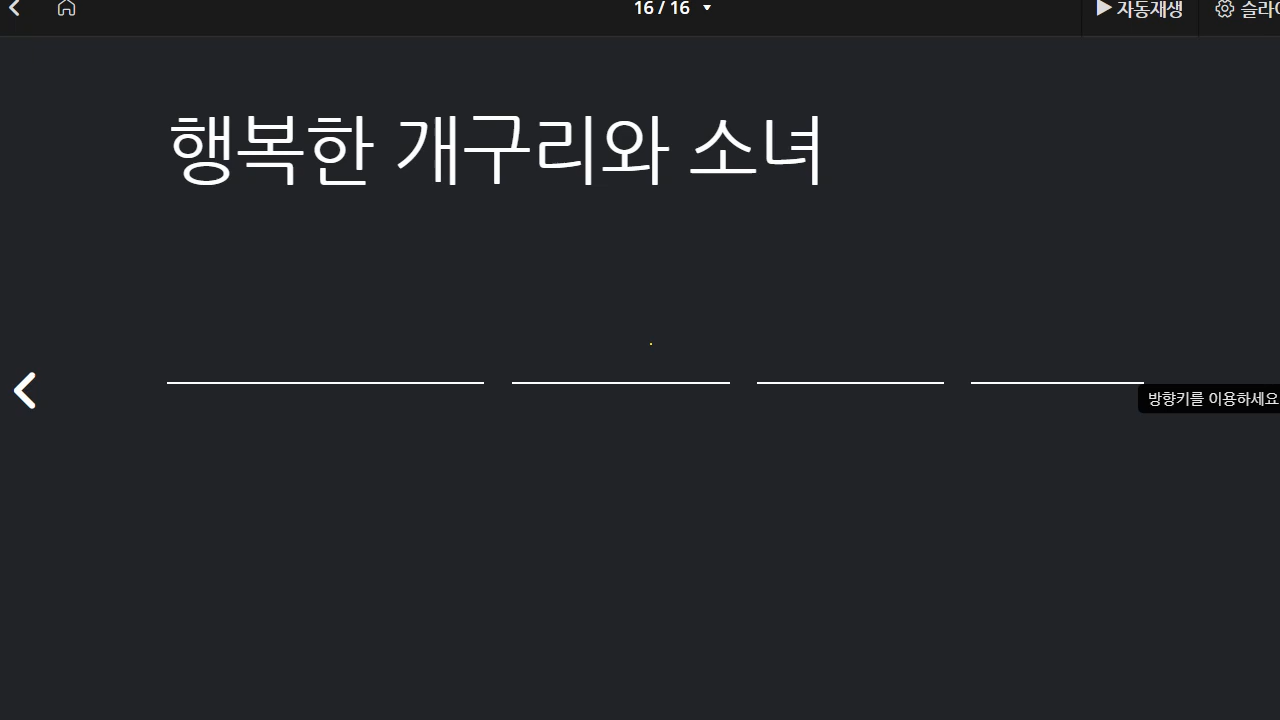 16 / 16
자동재생
슬라이
행복한 개구리와 소녀
방향키를 이용하세요